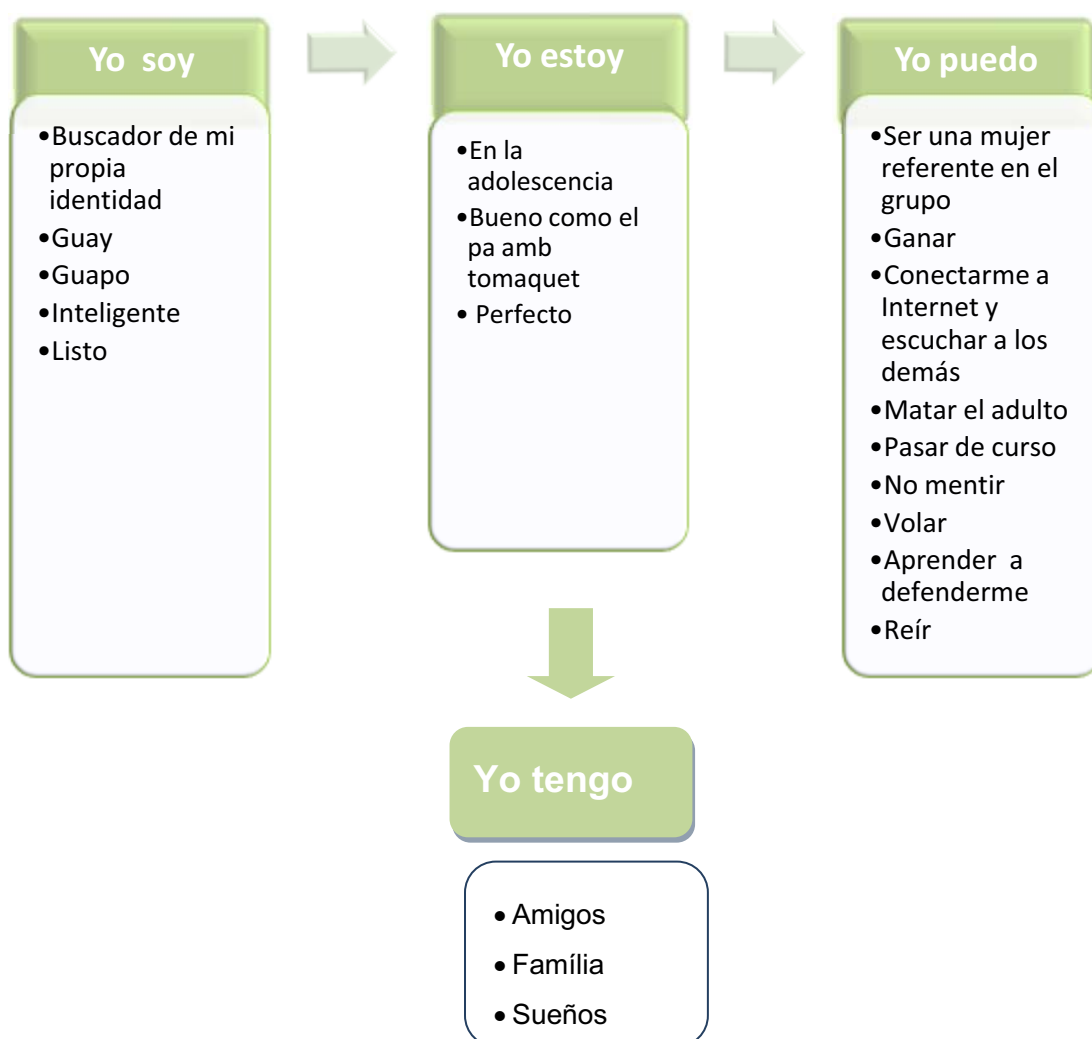 Yo soy
•Buscador de mi
propia
identidad
•Guay
•Guapo
•Inteligente
•Listo
Yo estoy
•En la
adolescencia
•Bueno como el
pa amb
tomaquet
• Perfecto
Yo puedo
•Ser una mujer
referente en el
grupo
•Ganar
•Conectarme a
Internet y
escuchar a los
demás
•Matar el adulto
•Pasar de curso
•No mentir
•Volar
•Aprender a
defenderme
•Reír
Yo tengo
• Amigos
• Família
• Sueños